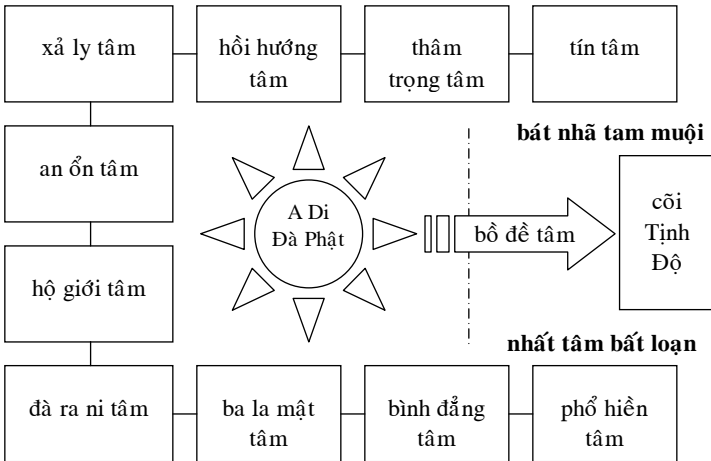 xả ly tâm
hồi hướng
tâm
thâm
trọng tâm
tín tâm
bát nhã tam muội
an ổn tâm
A Di
Đà Phật
bồ đề tâm
cõi
Tịnh
Độ
hộ giới tâm
nhất tâm bất loạn
đà ra ni tâm
ba la mật
tâm
bình đẳng
tâm
phổ hiền
tâm